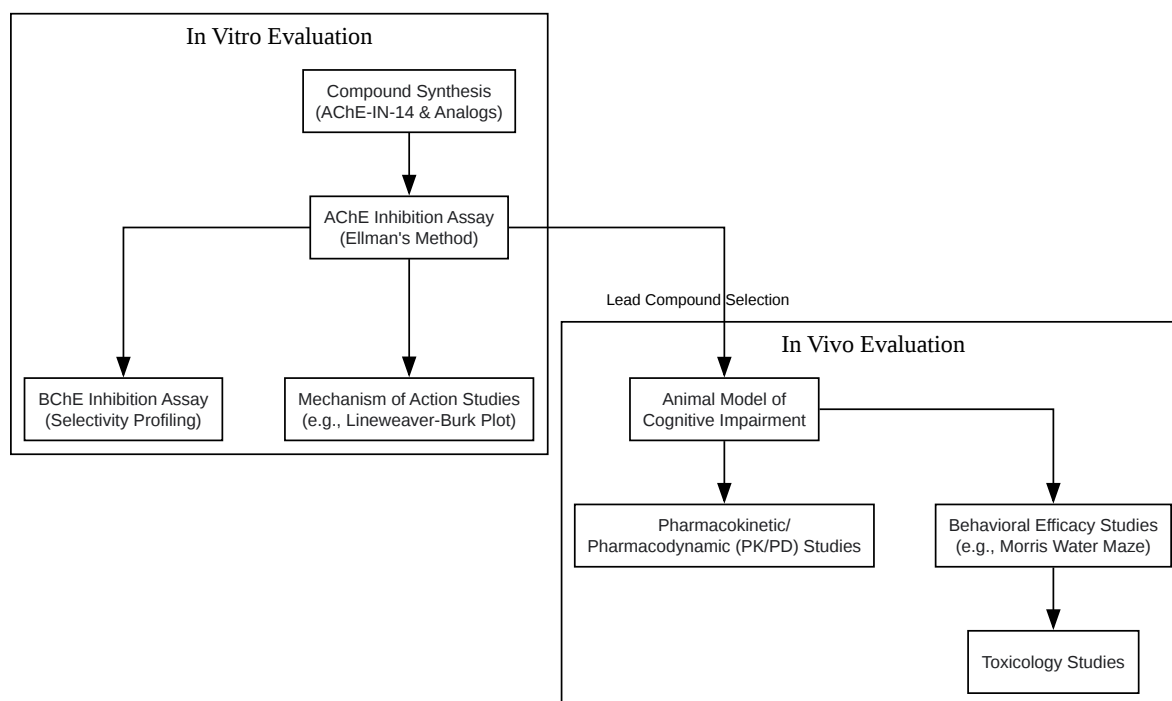 In Vitro Evaluation
Compound Synthesis
(AChE-IN-14 & Analogs)
AChE Inhibition Assay
(Ellman's Method)
BChE Inhibition Assay
(Selectivity Profiling)
Mechanism of Action Studies
(e.g., Lineweaver-Burk Plot)
Lead Compound Selection
In Vivo Evaluation
Animal Model of
Cognitive Impairment
Pharmacokinetic/
Pharmacodynamic (PK/PD) Studies
Behavioral Efficacy Studies
(e.g., Morris Water Maze)
Toxicology Studies